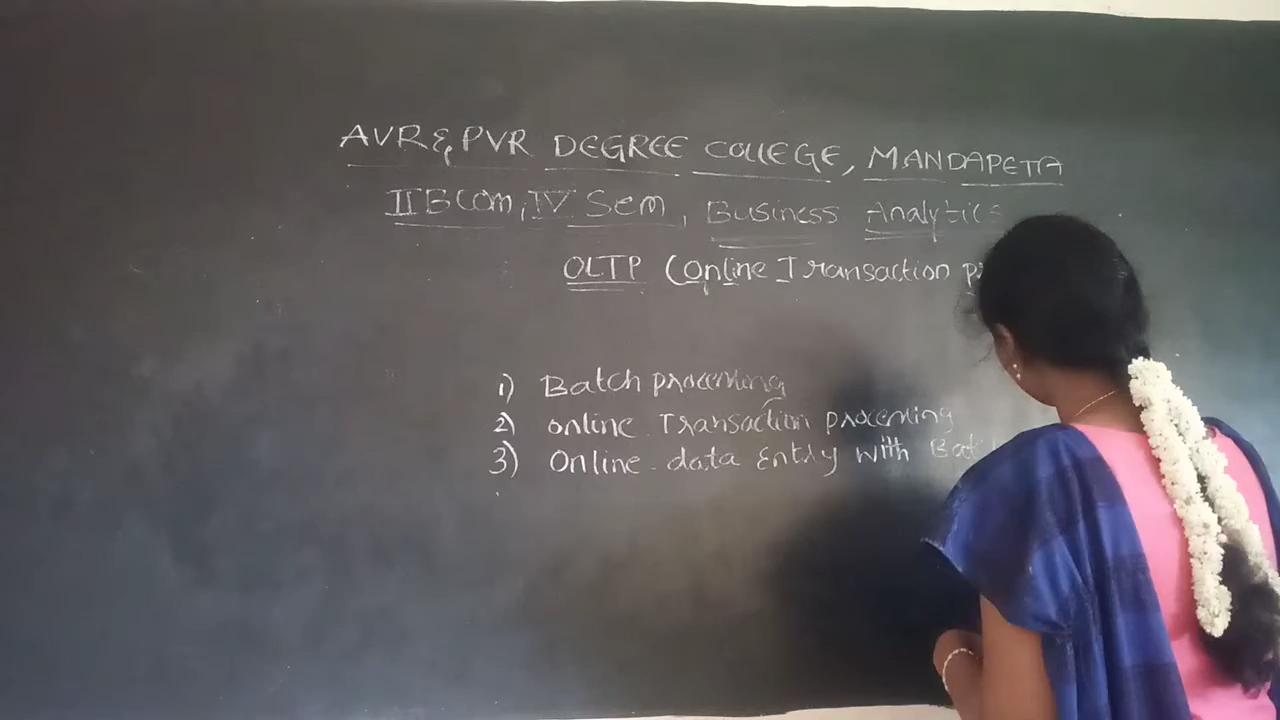 AVR & PVR DEGREE COLLEGE, MANDAPETA
II BCom, IV Sem, Business Analytics
OLTP (Online Transaction
1) Batch processing
2) online Transaction processing
3) Online data Entry with